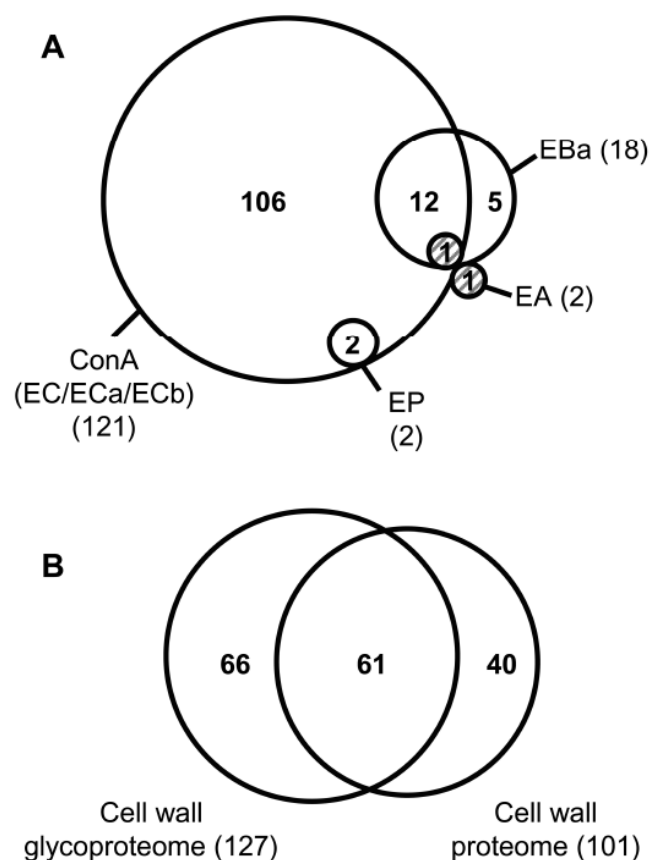 A
EBa (18)
106
12
5
1
1
EA (2)
2
ConA
(EC/ECa/ECb)
(121)
EP
(2)
B
66
61
40
Cell wall
glycoproteome (127)
Cell wall
proteome (101)